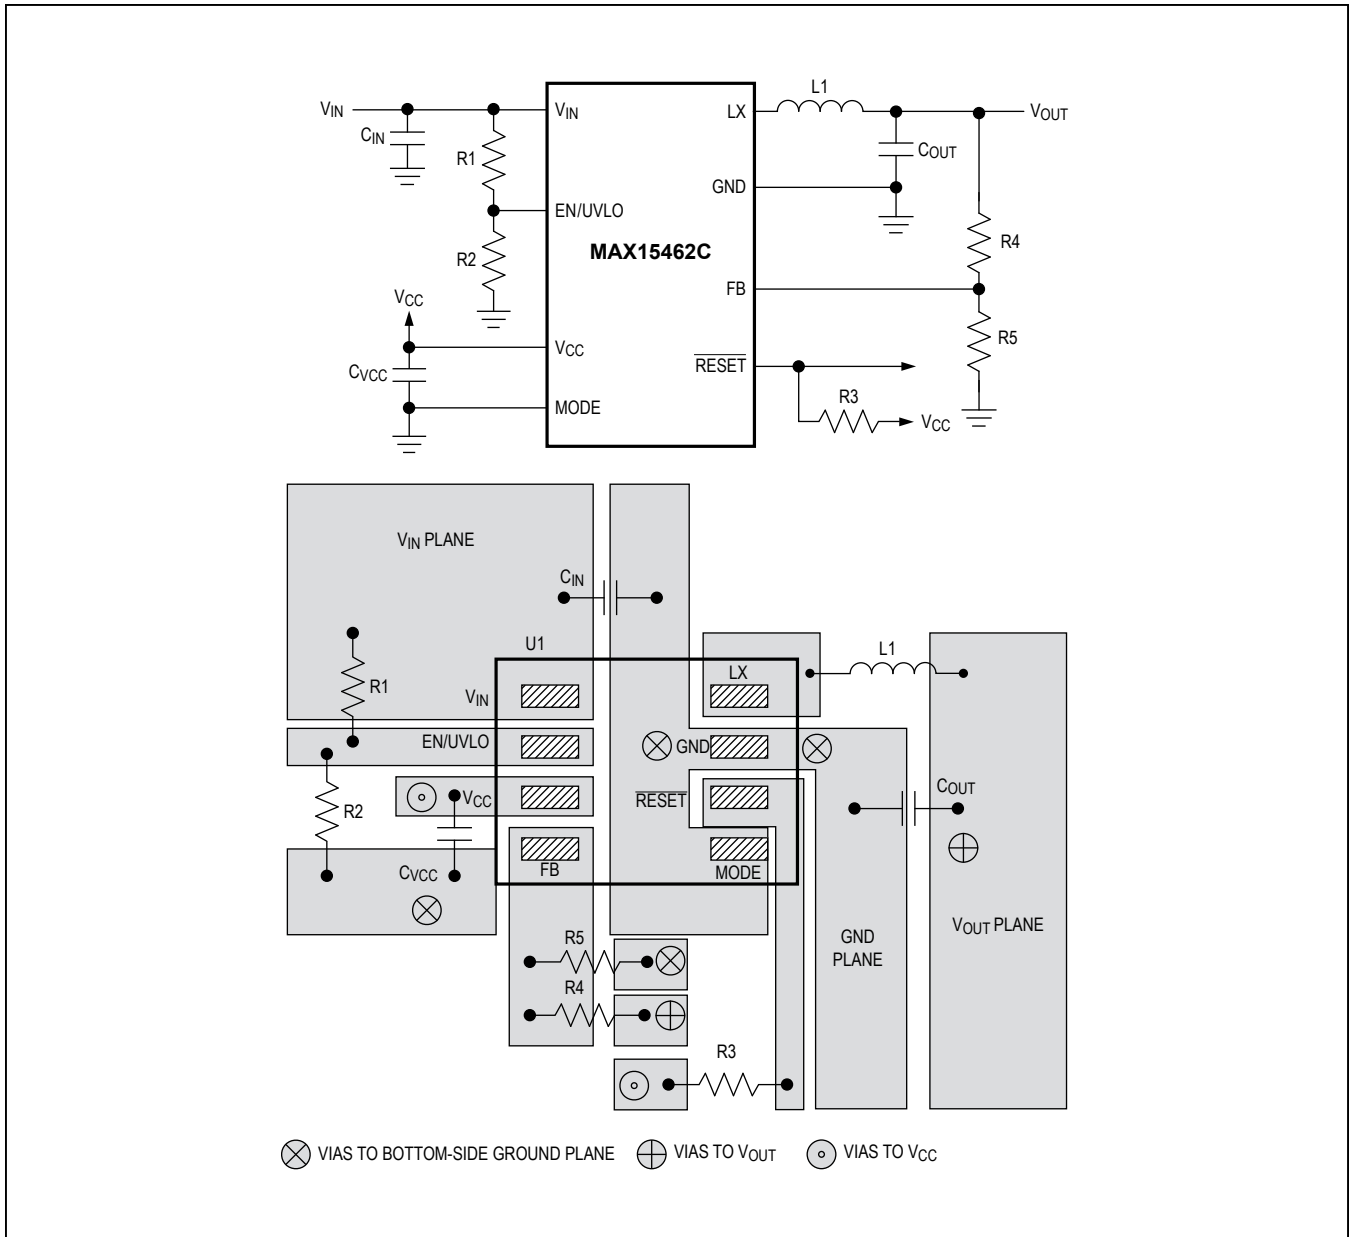 VIN
VIN
CIN
R1
EN/UVLO
R2
VCC
VCC
CVCC
MODE
MAX15462C
LX
L1
VOUT
COUT
GND
R4
FB
R5
RESET
R3
VCC
VIN PLANE
CIN
U1
R1
VIN
LX
L1
EN/UVLO
GND
R2
VCC
RESET
COUT
CVCC
FB
MODE
VOUT PLANE
GND
PLANE
R5
R4
R3
VIAS TO BOTTOM-SIDE GROUND PLANE
VIAS TO VOUT
VIAS TO VCC